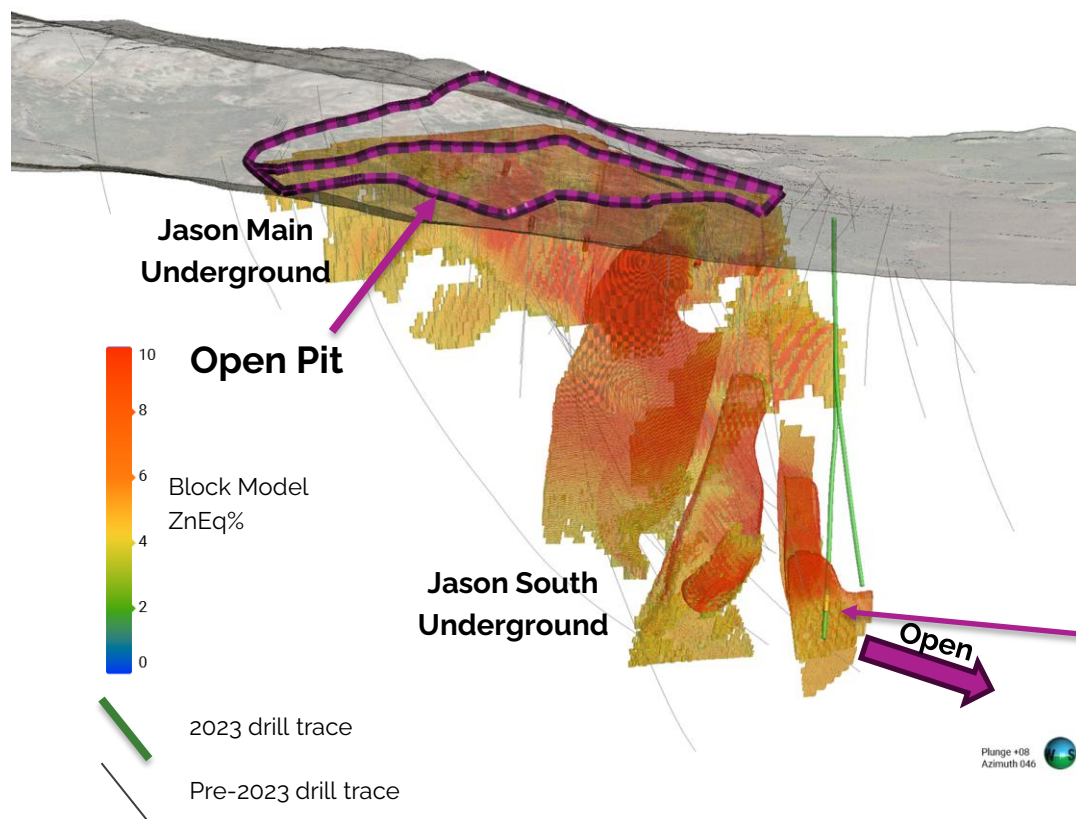 Jason Main
Underground
Open Pit
10
8
6
4
2
0
Block Model
ZnEq%
Jason South
Underground
Open
2023 drill trace
Pre-2023 drill trace
Plunge +08
Azimuth 046
W S